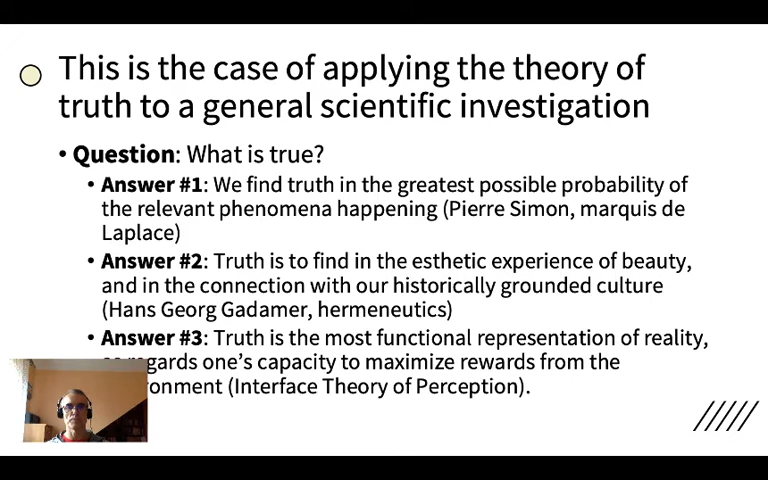 This is the case of applying the theory of
truth to a general scientific investigation
• Question: What is true?
• Answer #1: We find truth in the greatest possible probability of
the relevant phenomena happening (Pierre Simon, marquis de
Laplace)
• Answer #2: Truth is to find in the esthetic experience of beauty,
and in the connection with our historically grounded culture
(Hans Georg Gadamer, hermeneutics)
• Answer #3: Truth is the most functional representation of reality,
regards one's capacity to maximize rewards from the
(Interface Theory of Perception).